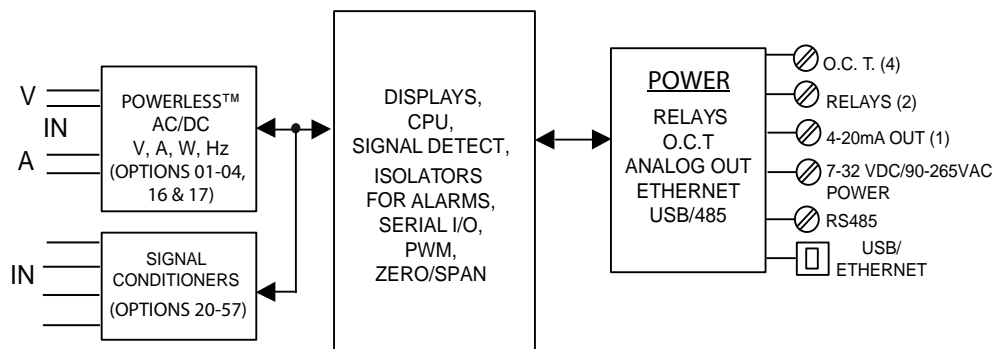 V
IN
A
POWERLESS™
AC/DC
V, A, W, Hz
(OPTIONS 01-04,
16 & 17)
IN
SIGNAL
CONDITIONERS
(OPTIONS 20-57)
DISPLAYS,
CPU,
SIGNAL DETECT,
ISOLATORS
FOR ALARMS,
SERIAL I/O,
PWM,
ZERO/SPAN
POWER
RELAYS
O.C.T
ANALOG OUT
ETHERNET
USB/485
O.C. T. (4)
RELAYS (2)
4-20mA OUT (1)
7-32 VDC/90-265VAC
POWER
RS485
USB/
ETHERNET